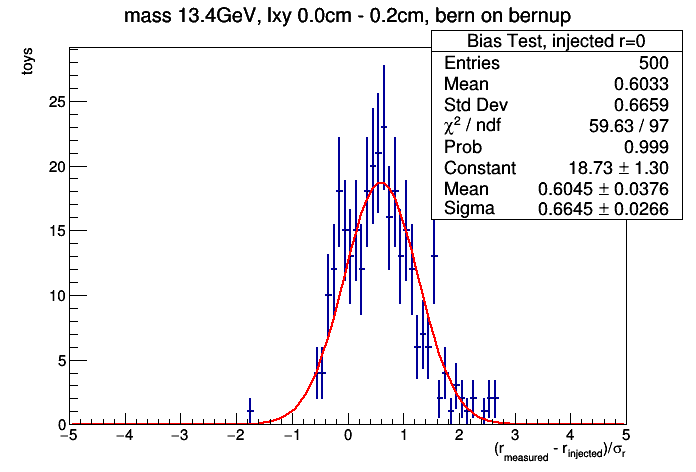 mass 13.4GeV, lxy 0.0cm - 0.2cm, bern on bernup
toys
Bias Test, injected r=0
Entries 500
Mean 0.6033
Std Dev 0.6659
χ² / ndf 59.63 / 97
Prob 0.999
Constant 18.73 ± 1.30
Mean 0.6045 ± 0.0376
Sigma 0.6645 ± 0.0266
25
20
15
10
5
0
−5 −4 −3 −2 −1 0 1 2 3 4 5
(r_measured - r_injected)/σ_r